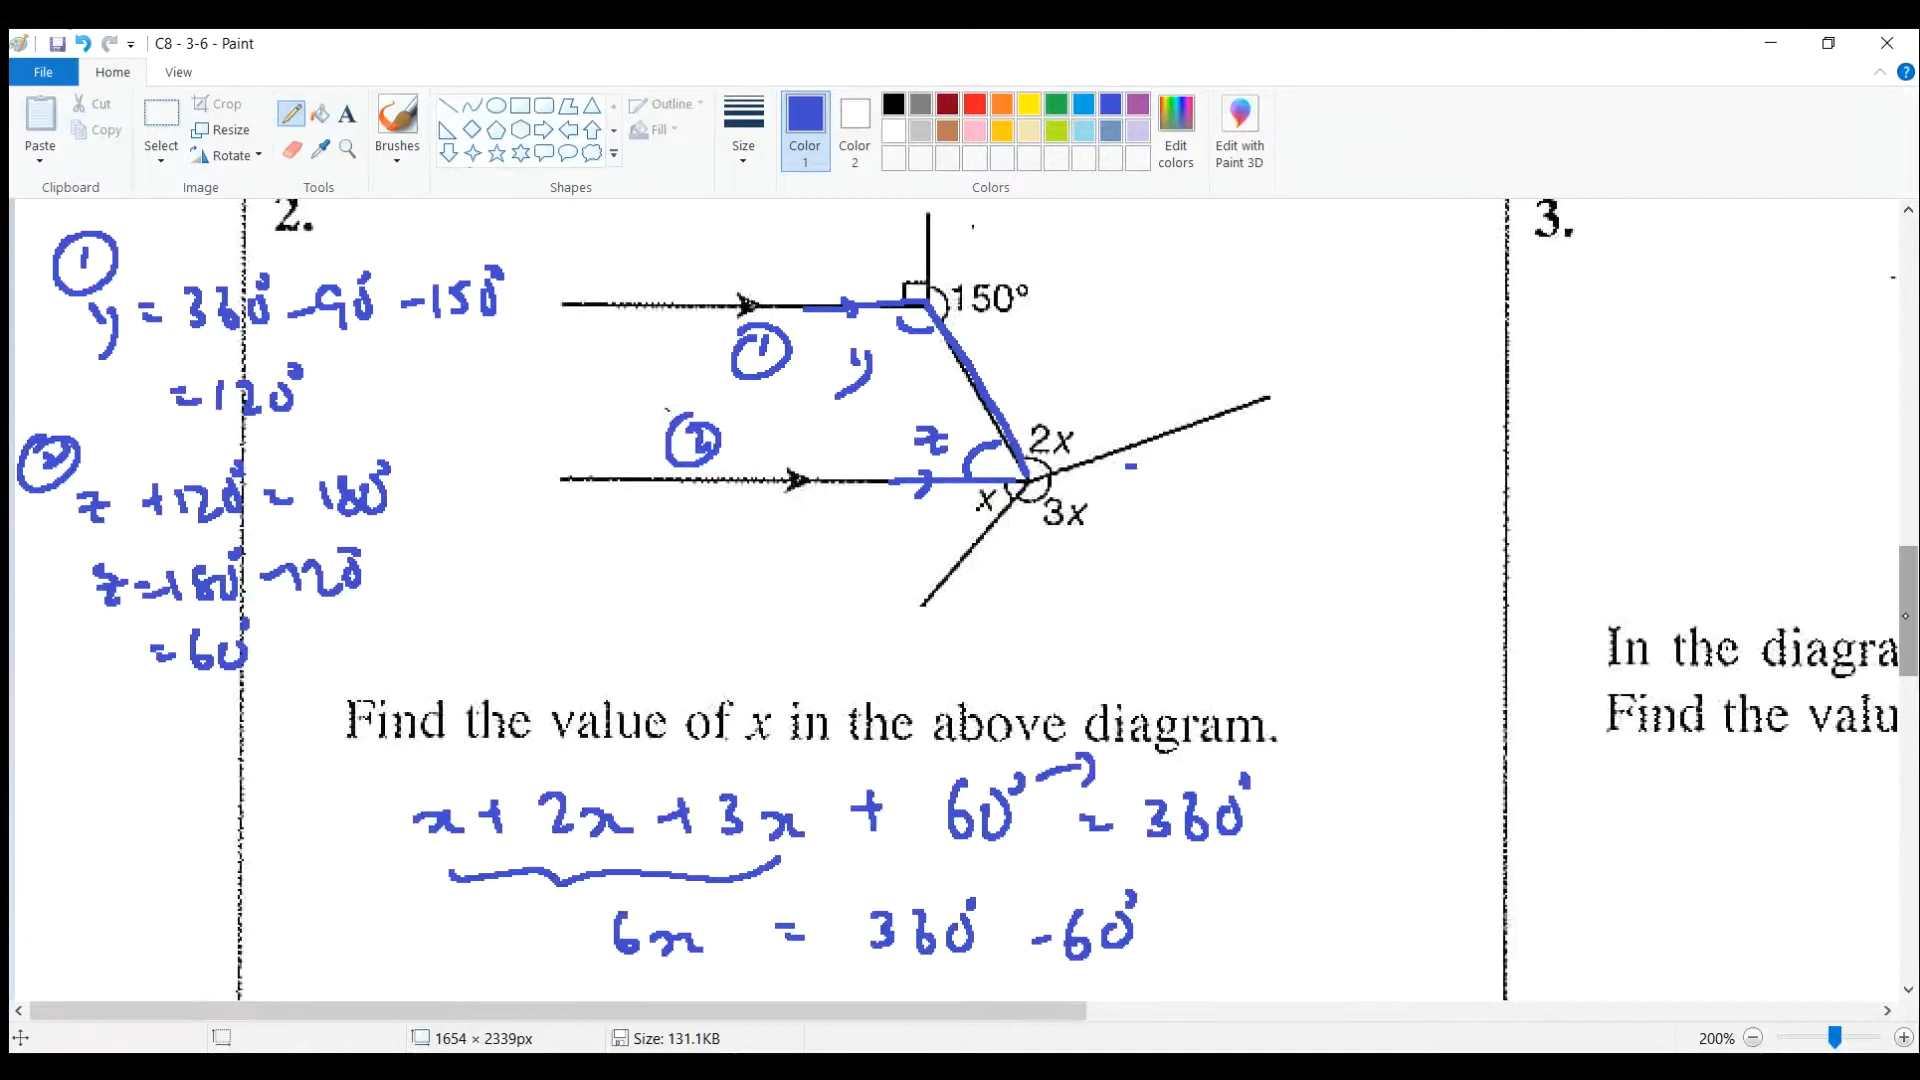 C8 - 3-6 - Paint
File Home View
Paste
Cut
Copy
Clipboard
Select
Crop
Resize
Rotate
Image
A
Tools
Brushes
Shapes
Outline
Fill
Size
Color 1
Color 2
Colors
Edit colors
Edit with Paint 3D
2.
① y = 360° - 90° - 150°
= 120°
② z + 120° = 180°
z = 180° - 120°
= 60°
150°
① y
② z
2x
x
3x
Find the value of x in the above diagram.
x + 2x + 3x + 60° = 360°
6x = 360° - 60°
3.
In the diagra
Find the valu
1654 × 2339px
Size: 131.1KB
200%